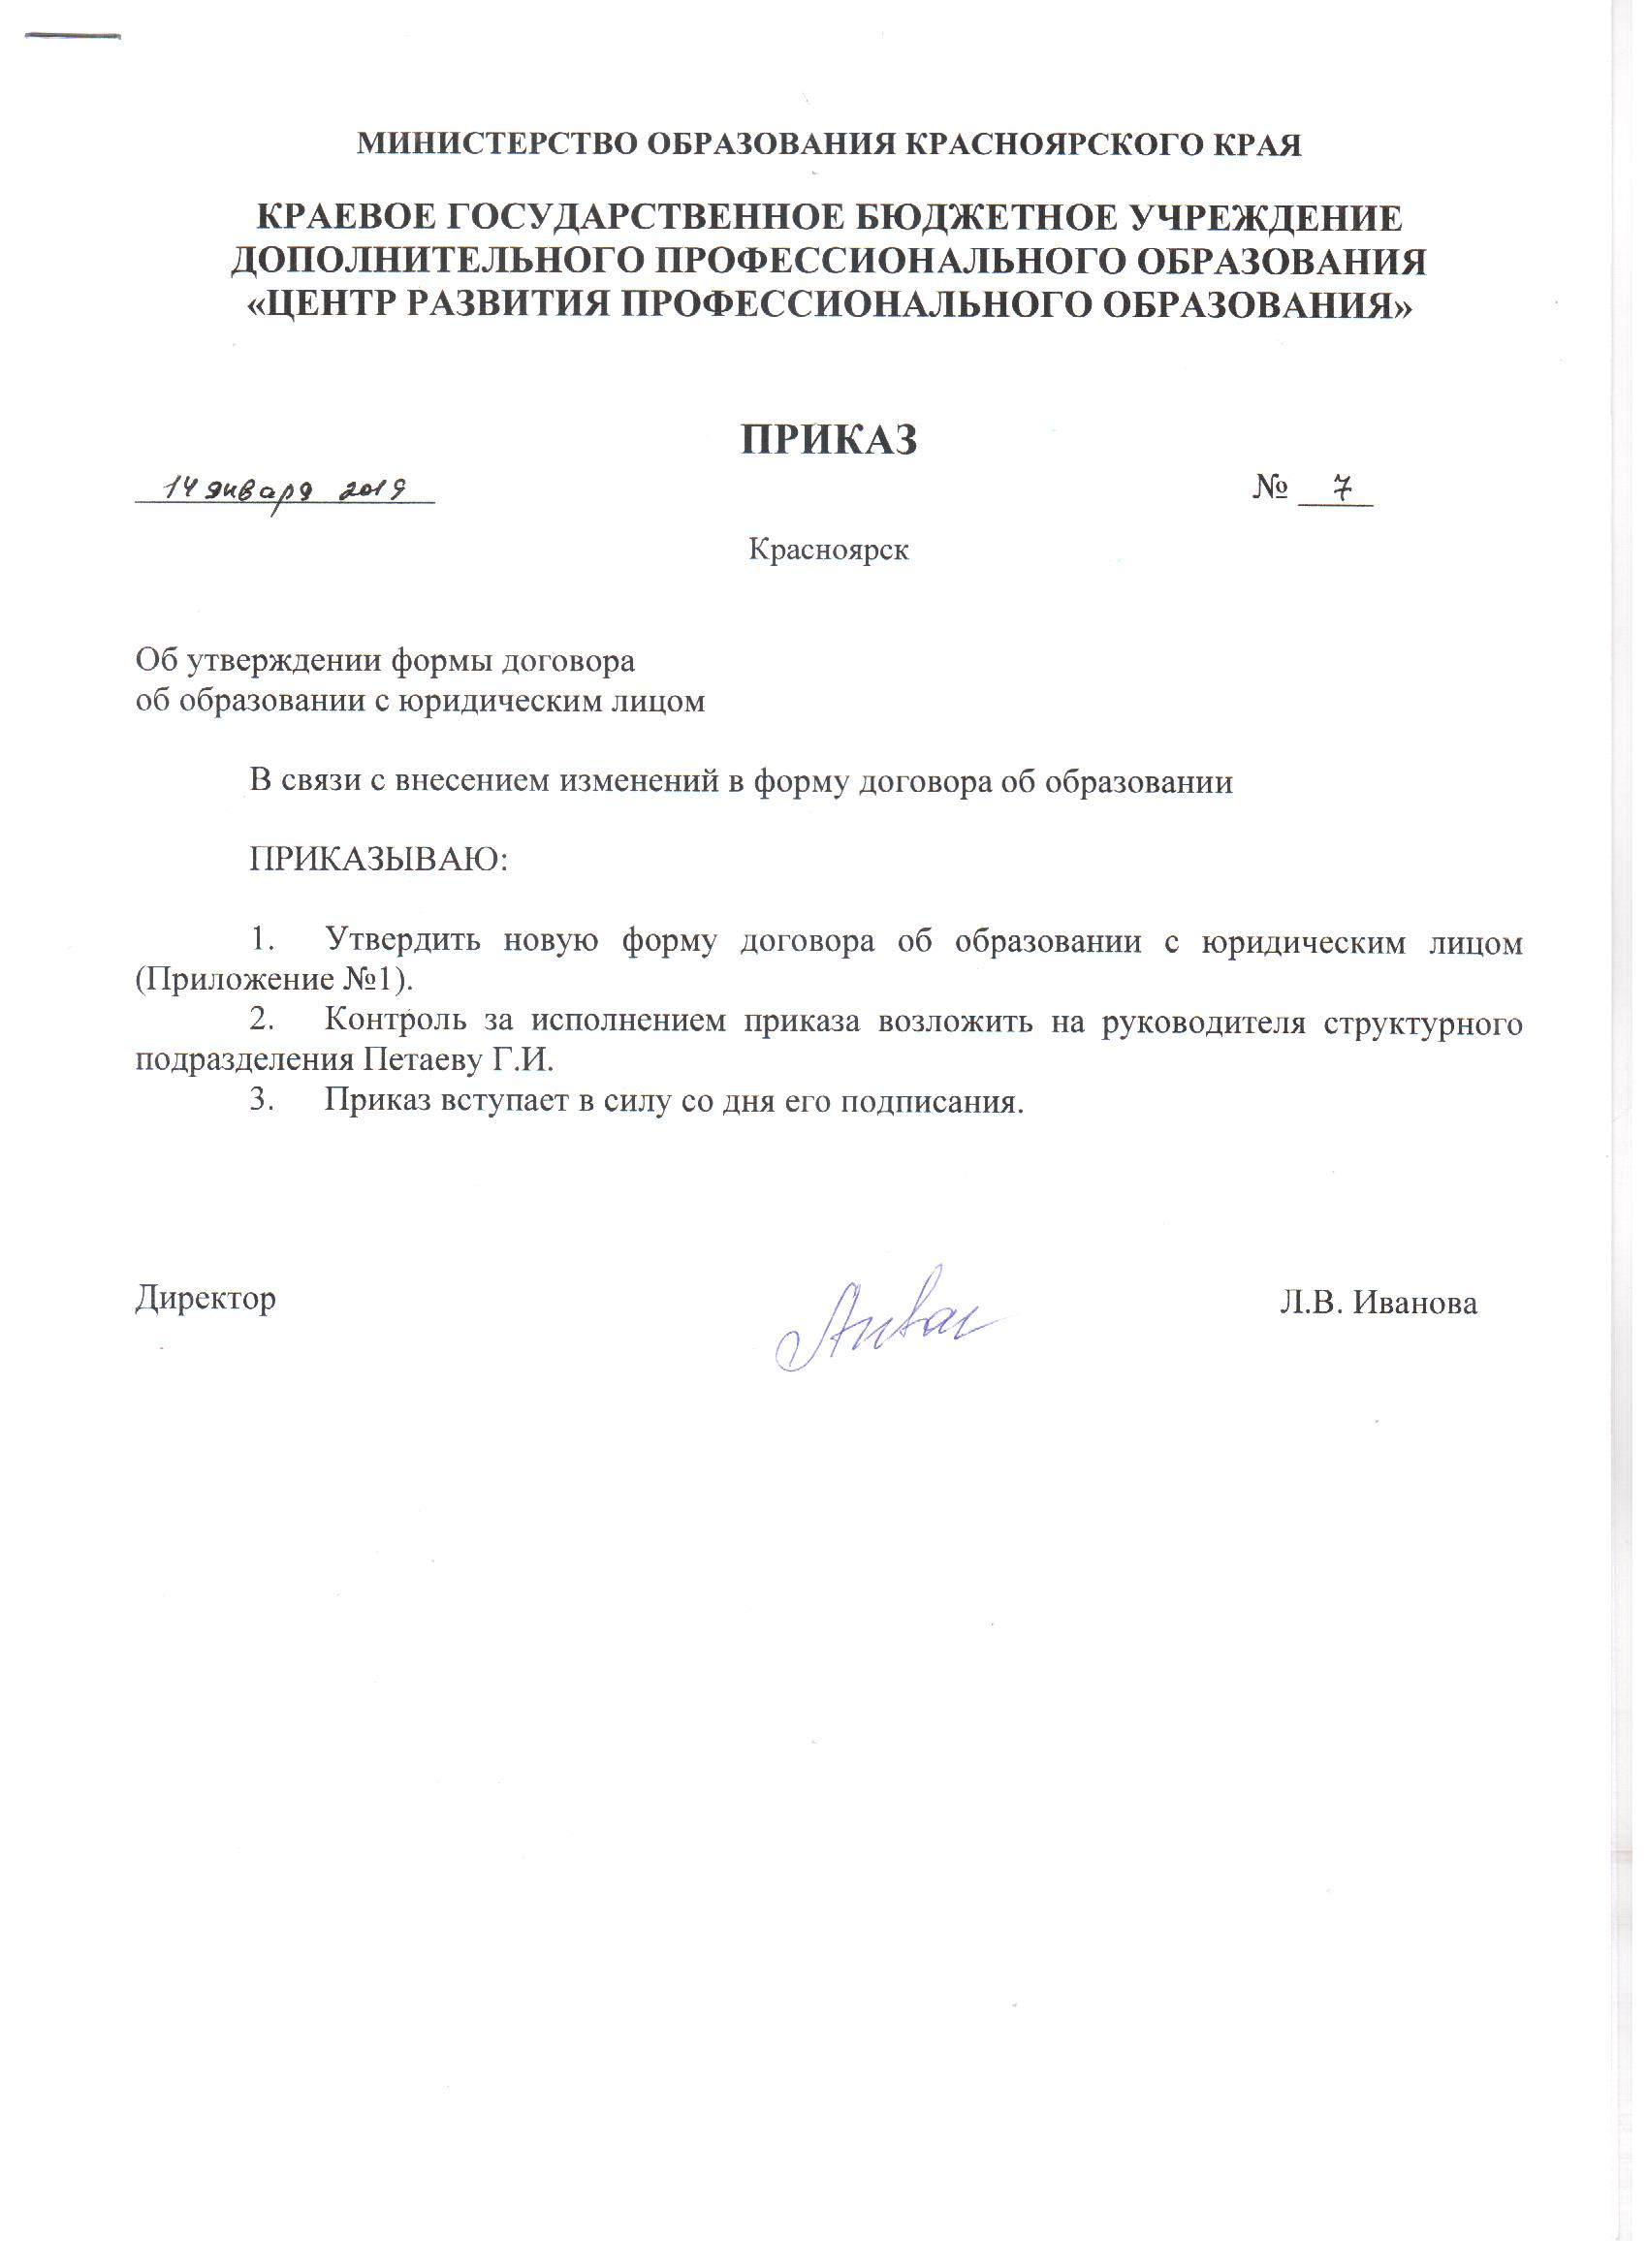 МИНИСТЕРСТВО ОБРАЗОВАНИЯ КРАСНОЯРСКОГО КРАЯ
КРАЕВОЕ ГОСУДАРСТВЕННОЕ БЮДЖЕТНОЕ УЧРЕЖДЕНИЕ
ДОПОЛНИТЕЛЬНОГО ПРОФЕССИОНАЛЬНОГО ОБРАЗОВАНИЯ
«ЦЕНТР РАЗВИТИЯ ПРОФЕССИОНАЛЬНОГО ОБРАЗОВАНИЯ»
ПРИКАЗ
14 января 2019 № 7
Красноярск
Об утверждении формы договора
об образовании с юридическим лицом
В связи с внесением изменений в форму договора об образовании
ПРИКАЗЫВАЮ:
1. Утвердить новую форму договора об образовании с юридическим лицом
(Приложение №1).
2. Контроль за исполнением приказа возложить на руководителя структурного
подразделения Петаеву Г.И.
3. Приказ вступает в силу со дня его подписания.
Директор Л.В. Иванова